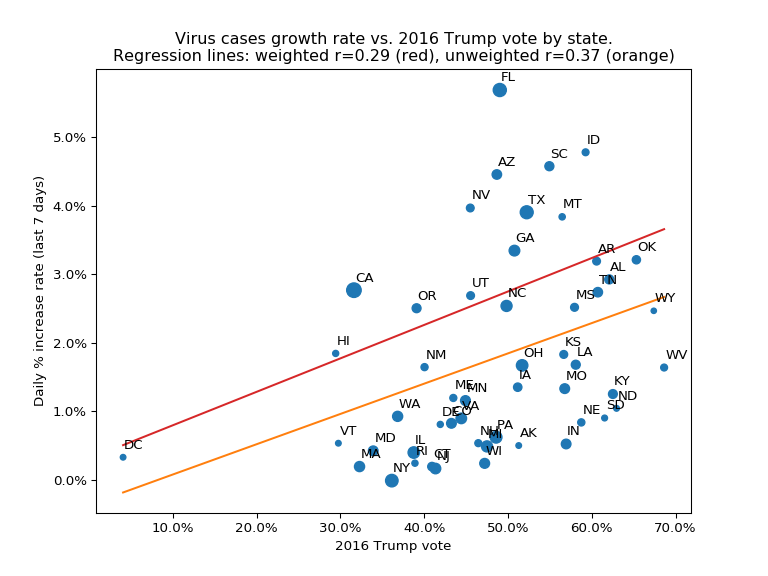 Virus cases growth rate vs. 2016 Trump vote by state.
Regression lines: weighted r=0.29 (red), unweighted r=0.37 (orange)
FL
5.0%
ID
SC
AZ
4.0%
NV
TX
MT
GA
3.0%
AR
OK
AL
CA
TN
UT
OR
NC
MS
WY
2.0%
HI
KS
NM
OH
LA
WV
IA
MO
ME
MN
KY
ND
1.0%
WA
DE
CO
VA
SD
NE
VT
MD
IL
NH
MI
PA
AK
IN
DC
MA
RI
CT
NJ
WI
0.0%
NY
10.0%
20.0%
30.0%
40.0%
50.0%
60.0%
70.0%
2016 Trump vote
Daily % increase rate (last 7 days)